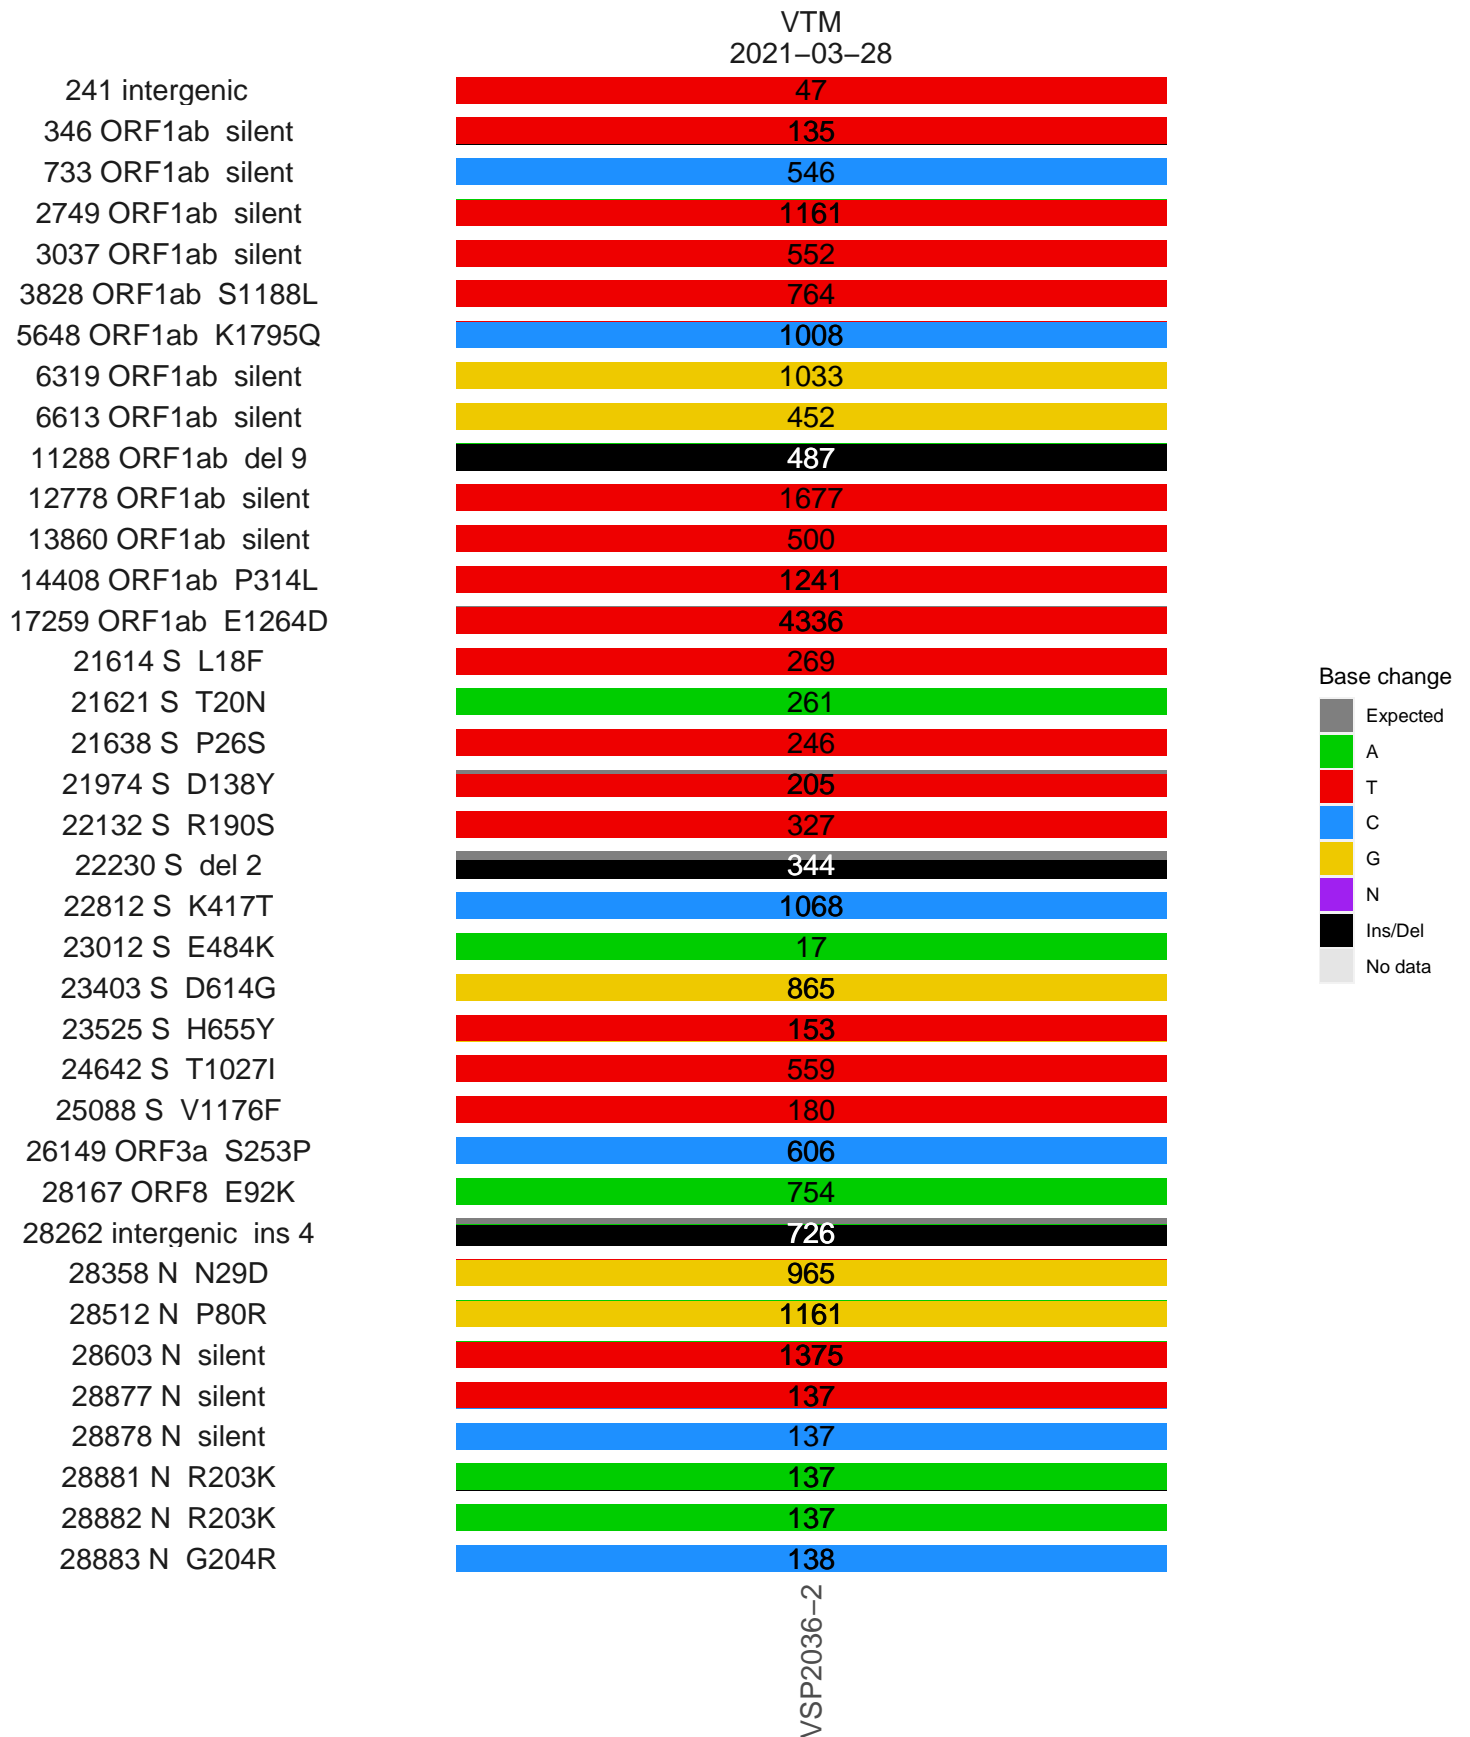 VTM
2021−03−28
241 intergenic 47
346 ORF1ab silent 135
733 ORF1ab silent 546
2749 ORF1ab silent 1161
3037 ORF1ab silent 552
3828 ORF1ab S1188L 764
5648 ORF1ab K1795Q 1008
6319 ORF1ab silent 1033
6613 ORF1ab silent 452
11288 ORF1ab del 9 487
12778 ORF1ab silent 1677
13860 ORF1ab silent 500
14408 ORF1ab P314L 1241
17259 ORF1ab E1264D 4336
21614 S L18F 269
21621 S T20N 261
21638 S P26S 246
21974 S D138Y 205
22132 S R190S 327
22230 S del 2 344
22812 S K417T 1068
23012 S E484K 17
23403 S D614G 865
23525 S H655Y 153
24642 S T1027I 559
25088 S V1176F 180
26149 ORF3a S253P 606
28167 ORF8 E92K 754
28262 intergenic ins 4 726
28358 N N29D 965
28512 N P80R 1161
28603 N silent 1375
28877 N silent 137
28878 N silent 137
28881 N R203K 137
28882 N R203K 137
28883 N G204R 138
VSP2036−2
Base change
Expected
A
T
C
G
N
Ins/Del
No data